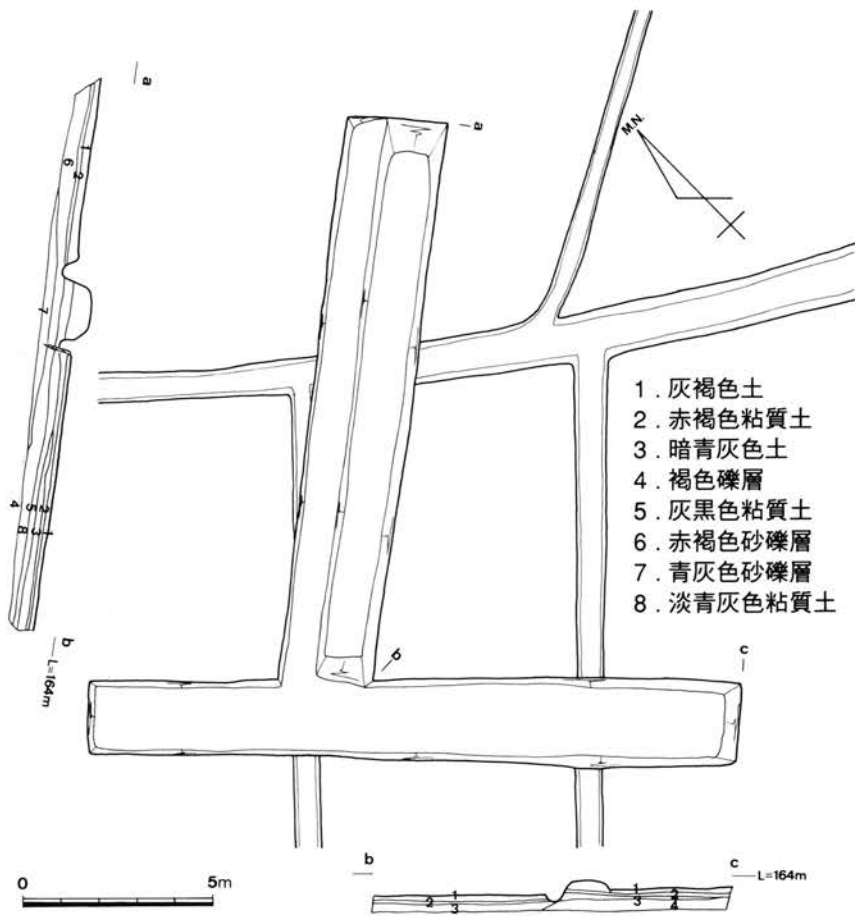 a
a
M.N.
1
2
6
7
1．灰褐色土
2．赤褐色粘質土
3．暗青灰色土
4．褐色礫層
5．灰黒色粘質土
6．赤褐色砂礫層
7．青灰色砂礫層
8．淡青灰色粘質土
4
5
2
8
3
1
b
L=164m
b
c
0 5m
b
c
L=164m
1
2
3
1
2
3
4